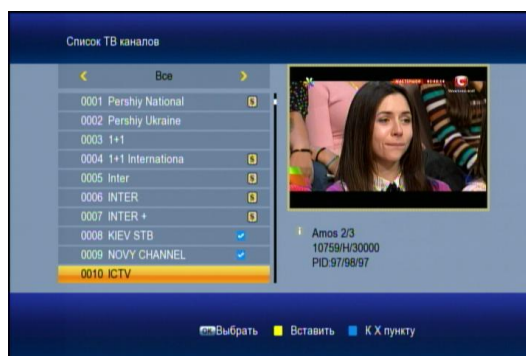 Список ТВ каналов
Все
0001 Pershiy National
0002 Pershiy Ukraine
0003 1+1
0004 1+1 Internationa
0005 Inter
0006 INTER
0007 INTER +
0008 KIEV STB
0009 NOVY CHANNEL
0010 ICTV
Amos 2/3
10759/H/30000
PID:97/98/97
OK Выбрать Вставить К X пункту